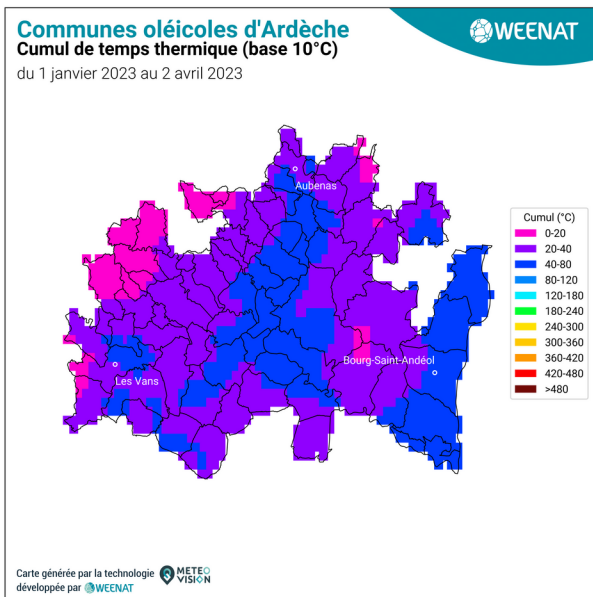 Communes oléicoles d'Ardèche
Cumul de temps thermique (base 10°C)
du 1 janvier 2023 au 2 avril 2023
WEENAT
Aubenas
Bourg-Saint-Andéol
Les Vans
Cumul (°C)
0-20
20-40
40-80
80-120
120-180
180-240
240-300
300-360
360-420
420-480
>480
Carte générée par la technologie METEO VISION
développée par WEENAT